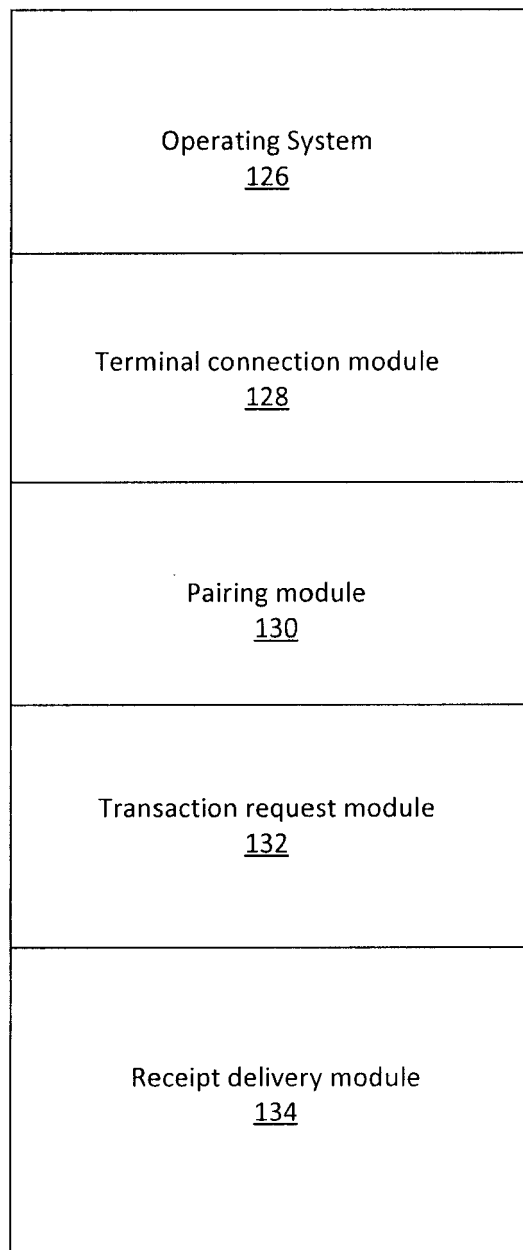 Operating System
126
Terminal connection module
128
Pairing module
130
Transaction request module
132
Receipt delivery module
134